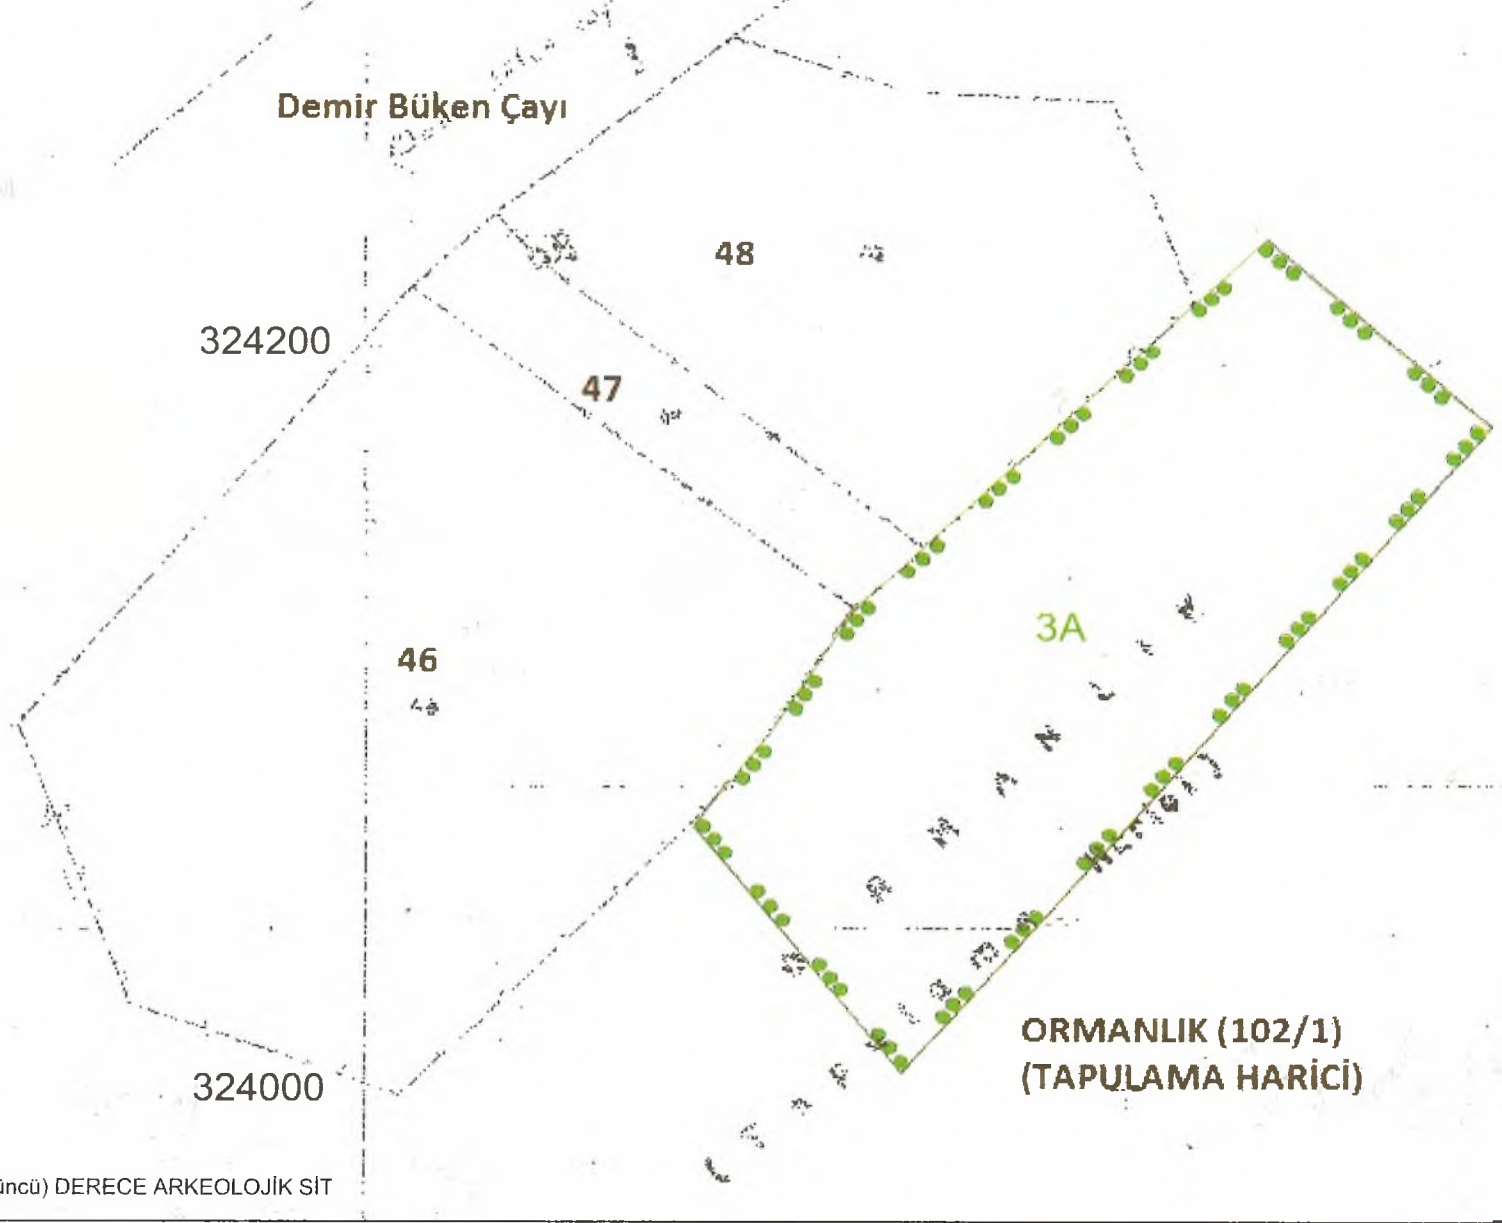 Demir Büken Çayı
48
324200
47
3A
46
ORMANLIK
ORMANLIK (102/1)
(TAPULAMA HARİCİ)
324000
üncü) DERECE ARKEOLOJİK SİT